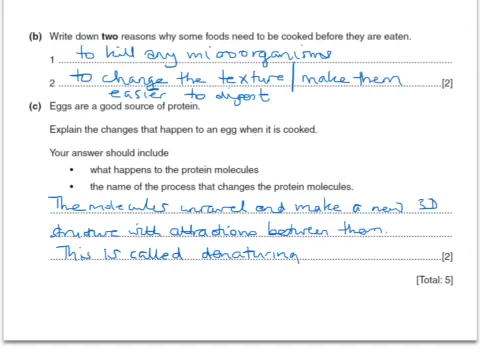 (b) Write down two reasons why some foods need to be cooked before they are eaten.
1 to kill any microorganisms
2 to change the texture / make them [2]
easier to digest
(c) Eggs are a good source of protein.
Explain the changes that happen to an egg when it is cooked.
Your answer should include
• what happens to the protein molecules
• the name of the process that changes the protein molecules.
The molecules unravel and make a new 3D
structure with attractions between them.
This is called denaturing [2]
[Total: 5]